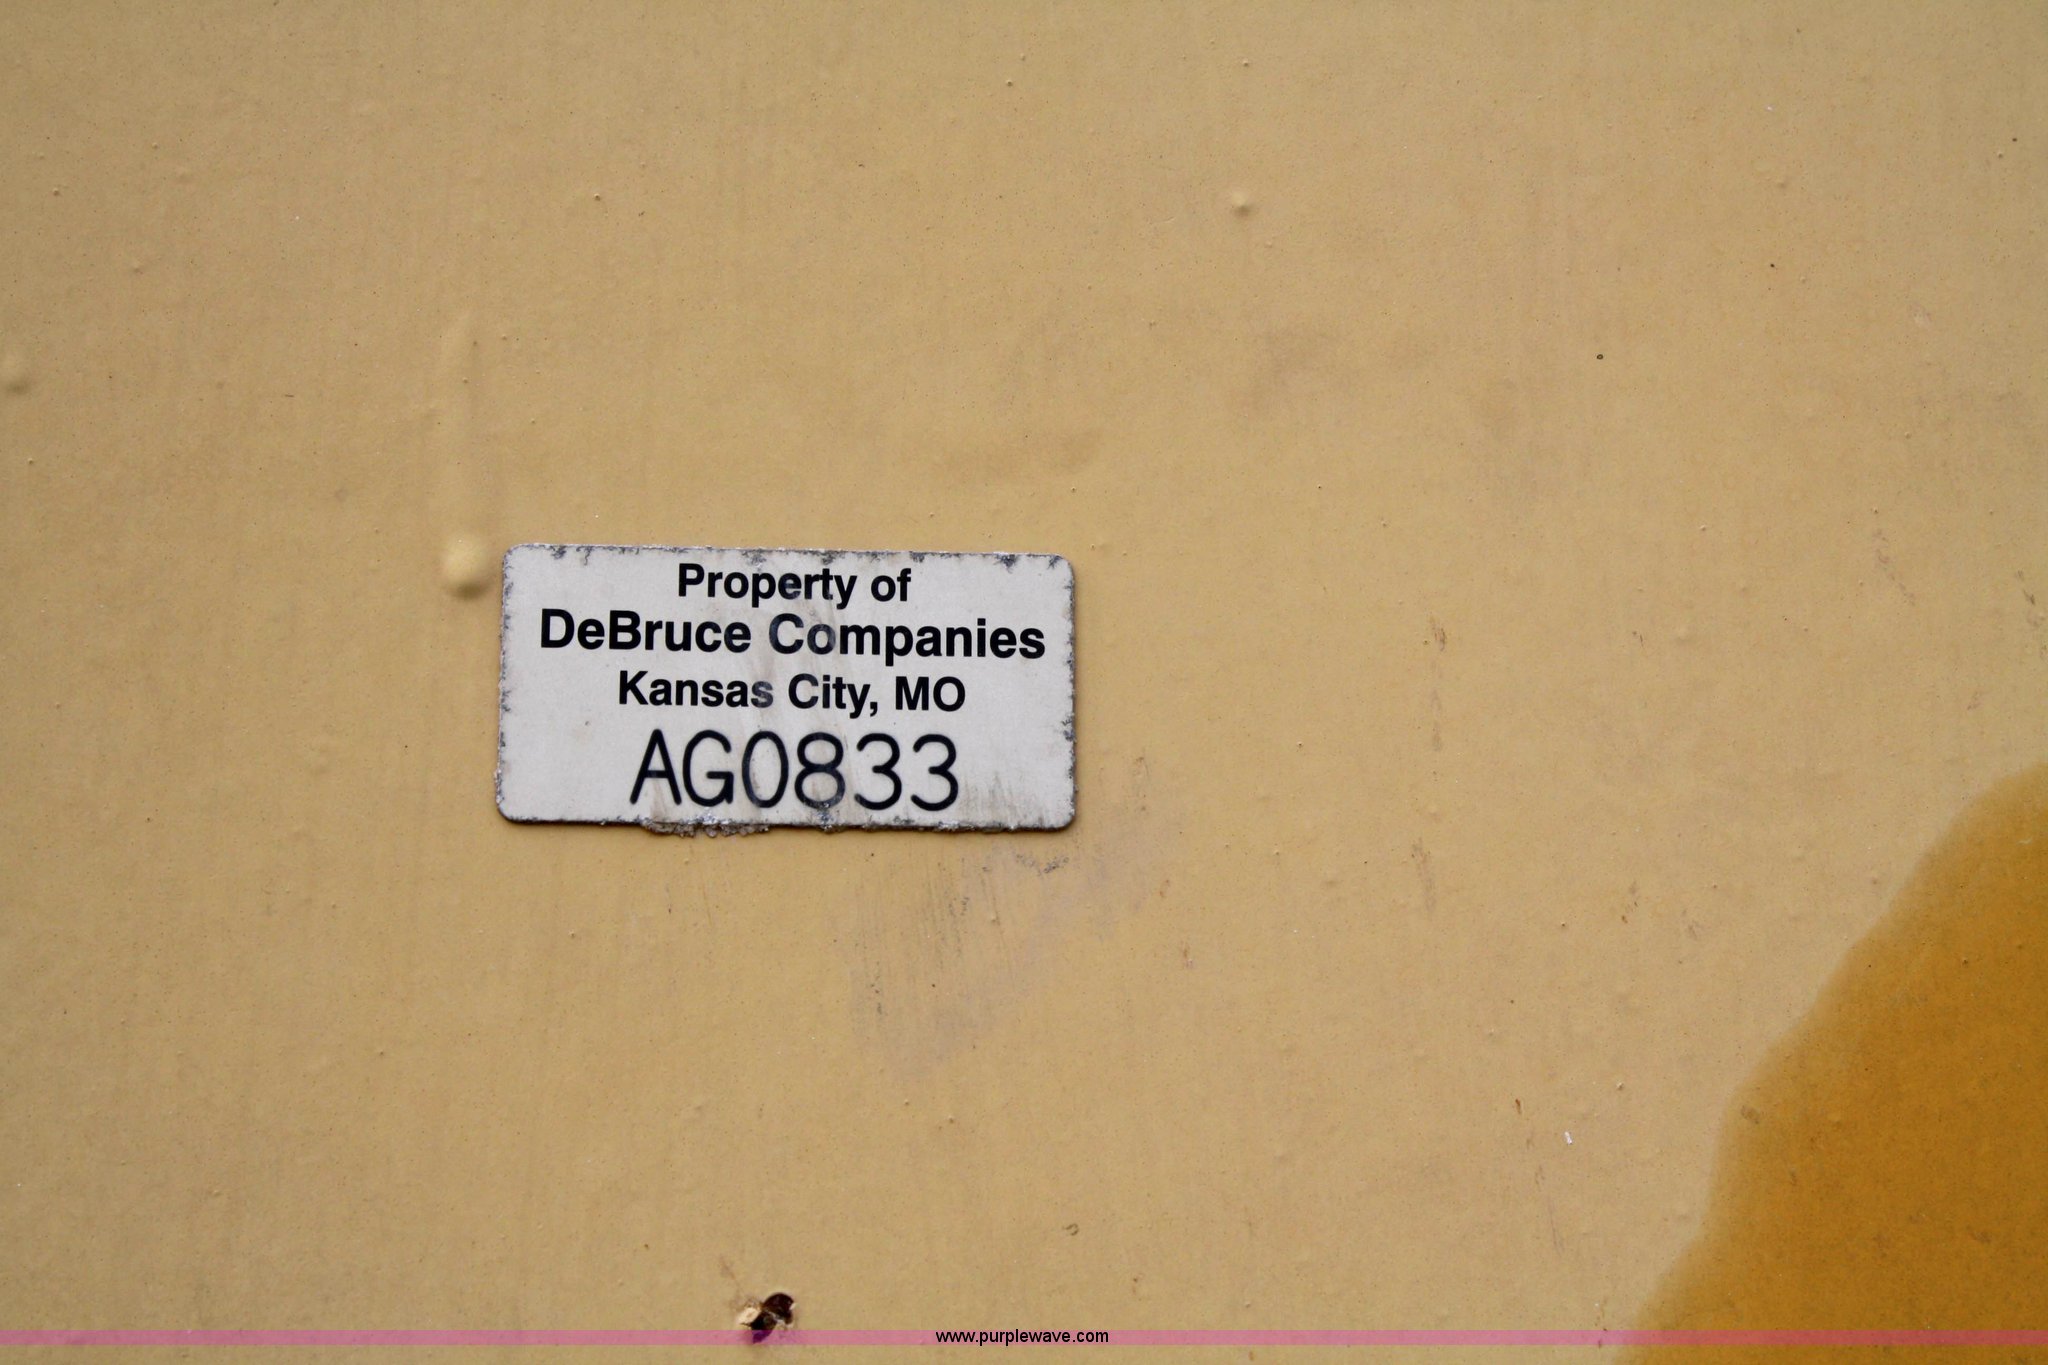 Property of
DeBruce Companies
Kansas City, MO
AG0833
www.purplewave.com